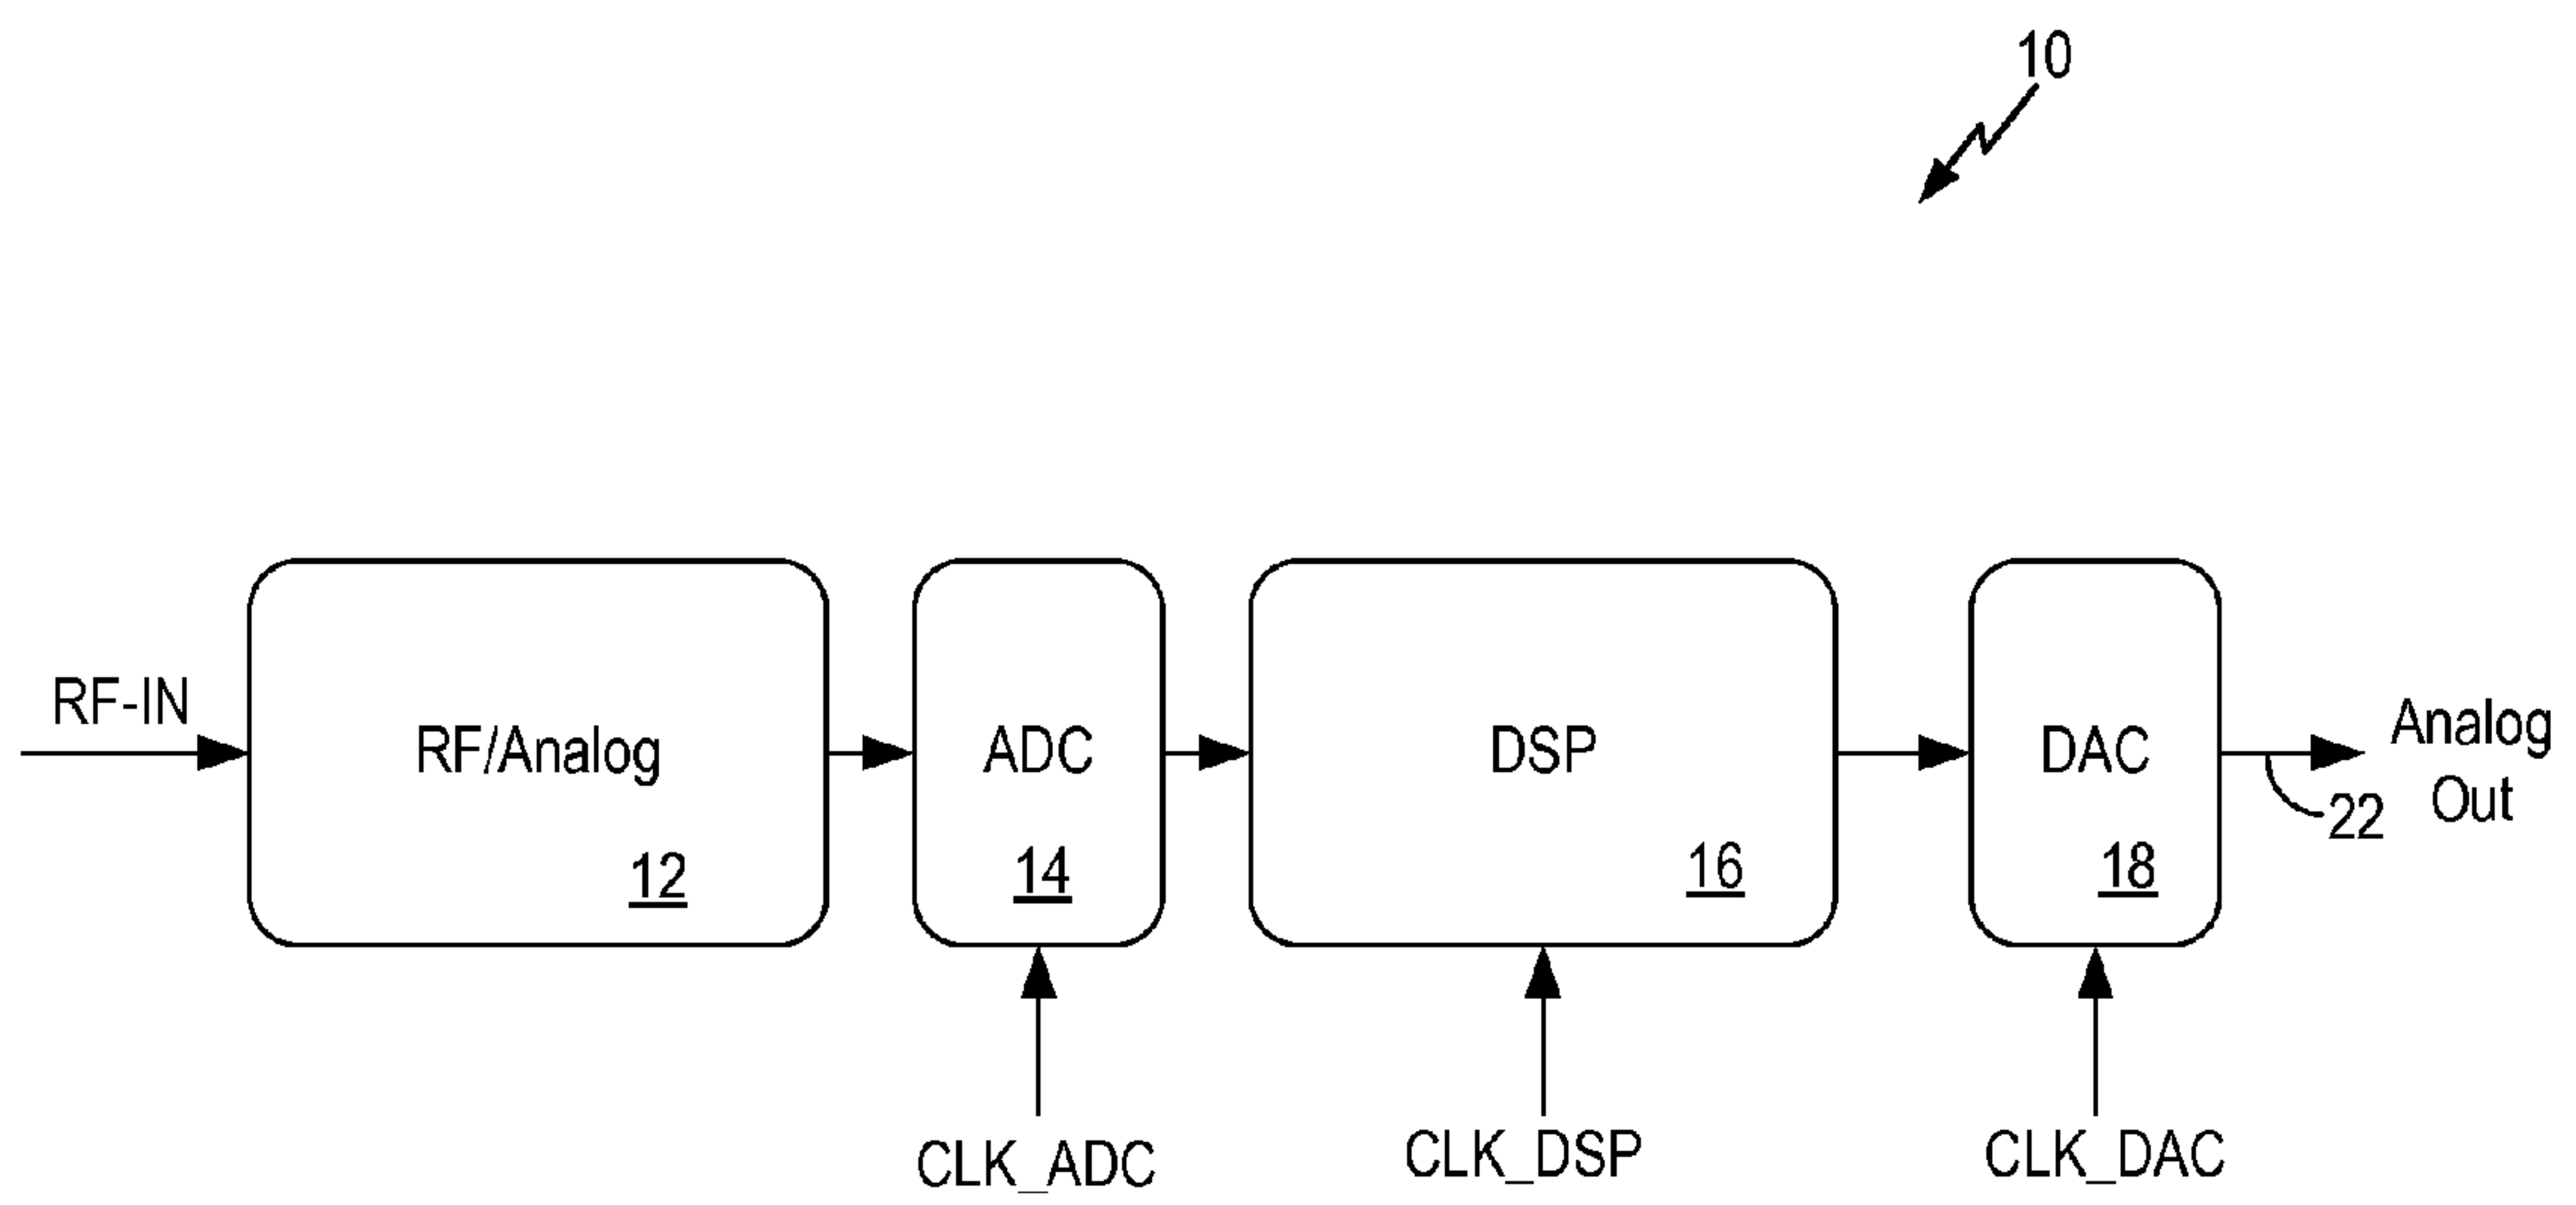 10
RF-IN
RF/Analog
12
ADC
14
DSP
16
DAC
18
Analog
Out
22
CLK_ADC
CLK_DSP
CLK_DAC